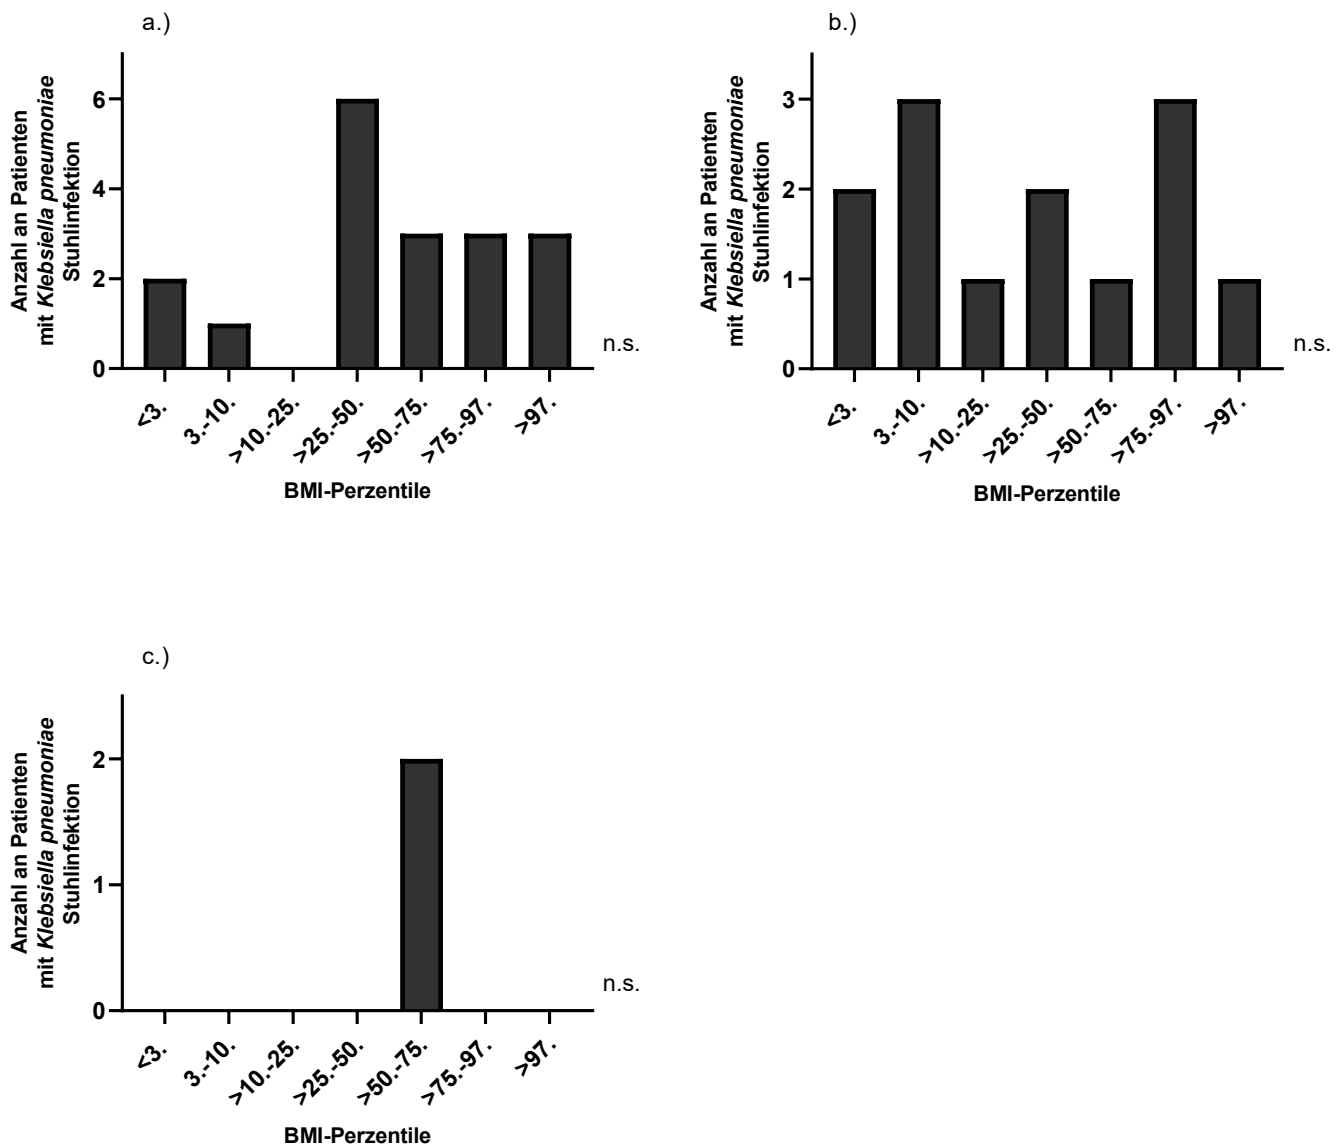 a.)
Anzahl an Patienten
mit Klebsiella pneumoniae
Stuhlinfektion
6
4
2
0
<3.
3.-10.
>10.-25.
>25.-50.
>50.-75.
>75.-97.
>97.
n.s.
BMI-Perzentile
b.)
Anzahl an Patienten
mit Klebsiella pneumoniae
Stuhlinfektion
3
2
1
0
<3.
3.-10.
>10.-25.
>25.-50.
>50.-75.
>75.-97.
>97.
n.s.
BMI-Perzentile
c.)
Anzahl an Patienten
mit Klebsiella pneumoniae
Stuhlinfektion
2
1
0
<3.
3.-10.
>10.-25.
>25.-50.
>50.-75.
>75.-97.
>97.
n.s.
BMI-Perzentile